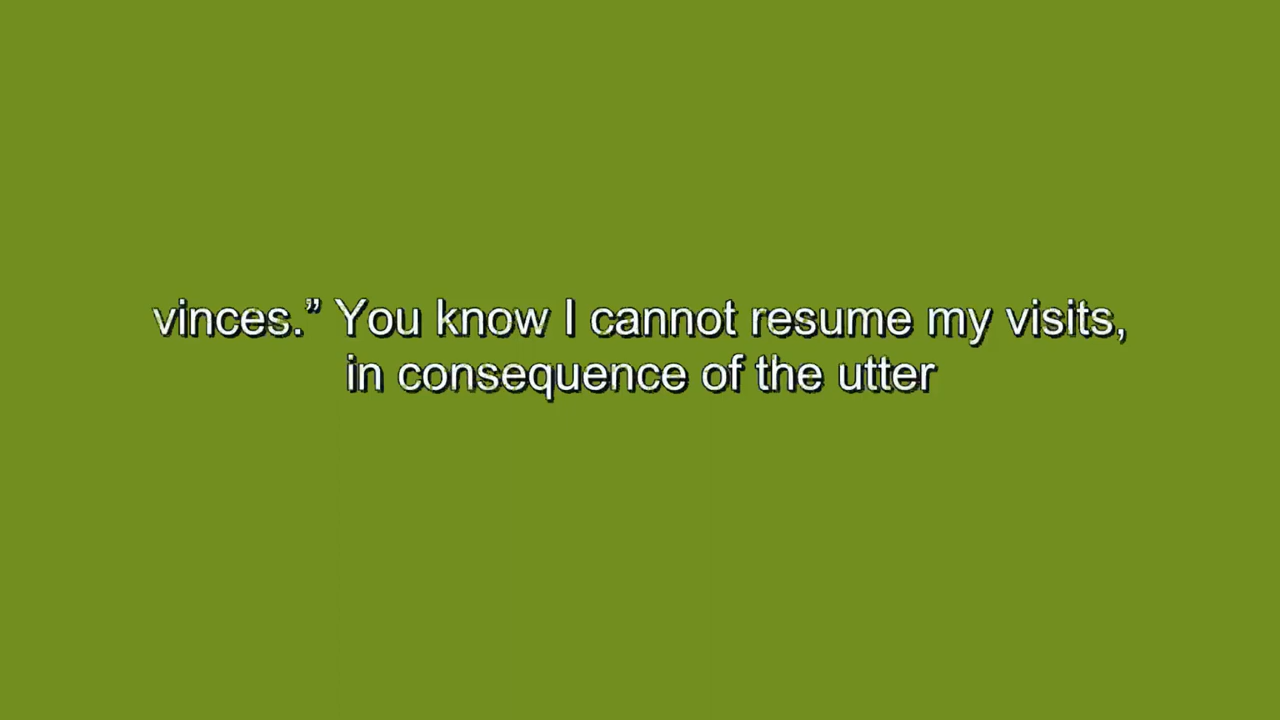 vinces.” You know I cannot resume my visits,
in consequence of the utter